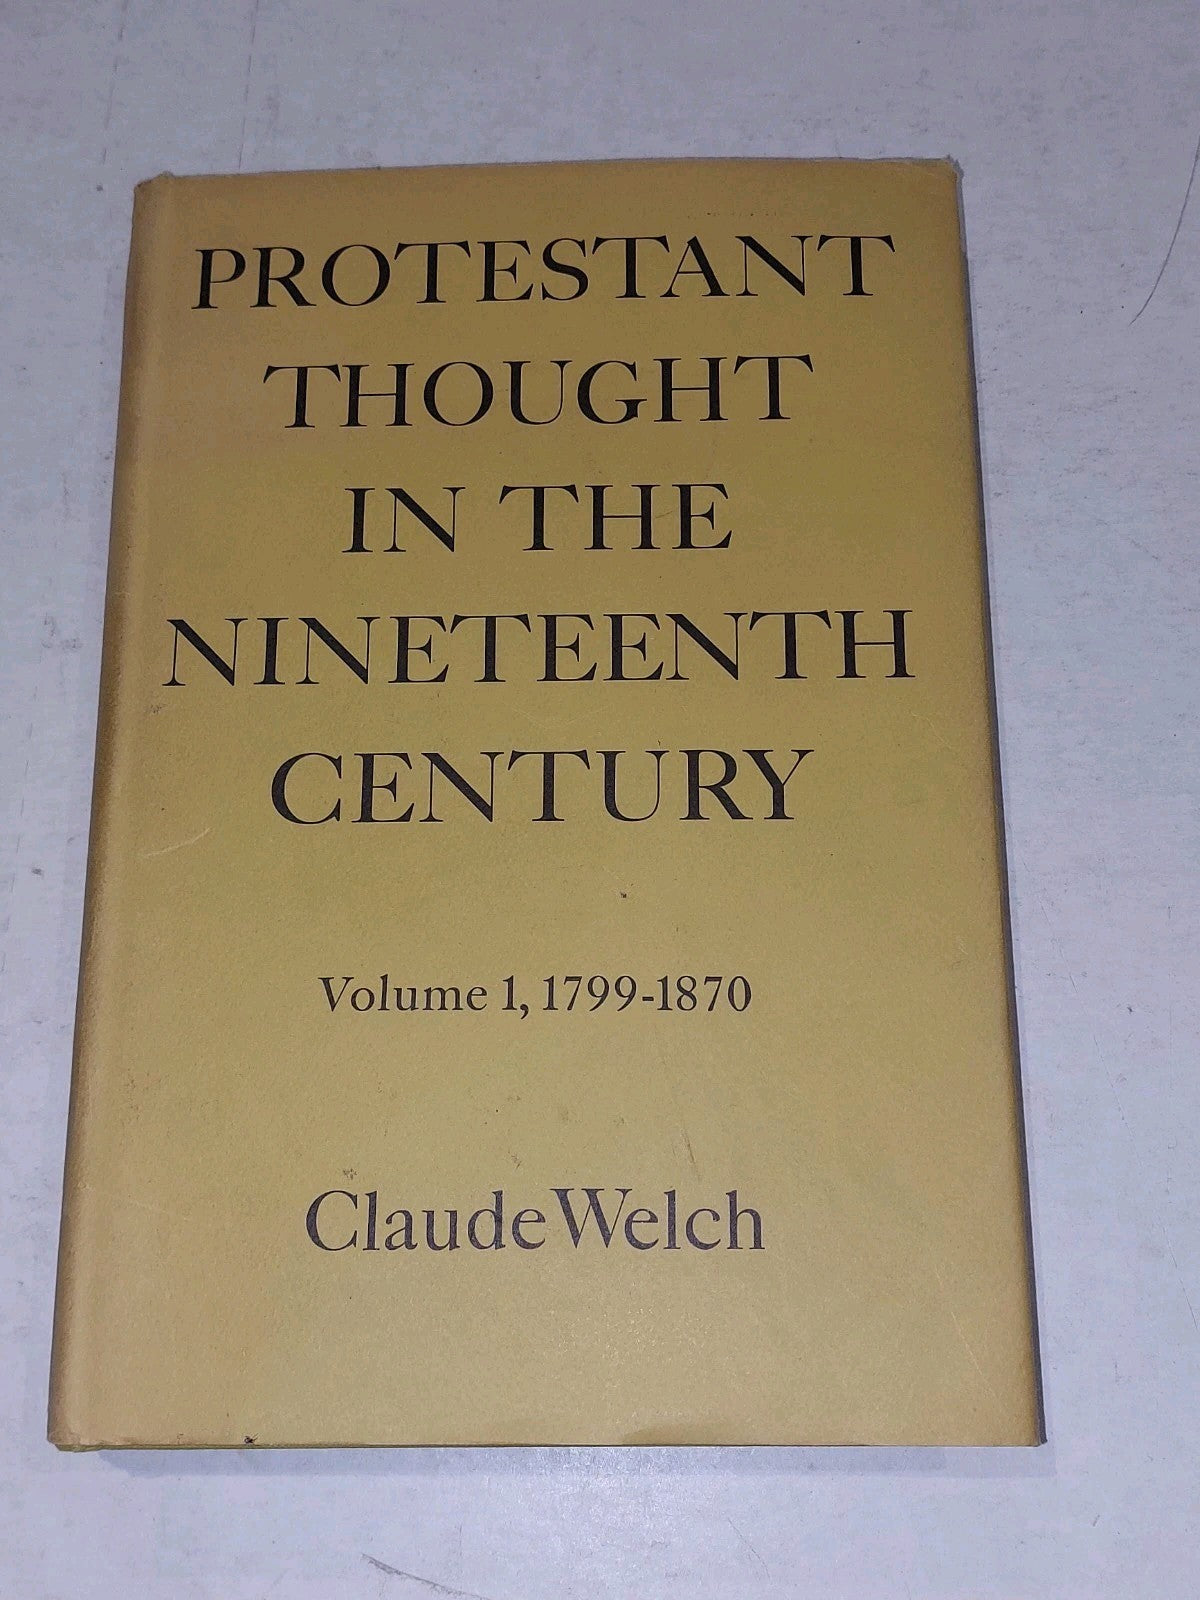 PROTESTANT
THOUGHT
IN THE
NINETEENTH
CENTURY
Volume 1, 1799-1870
Claude Welch